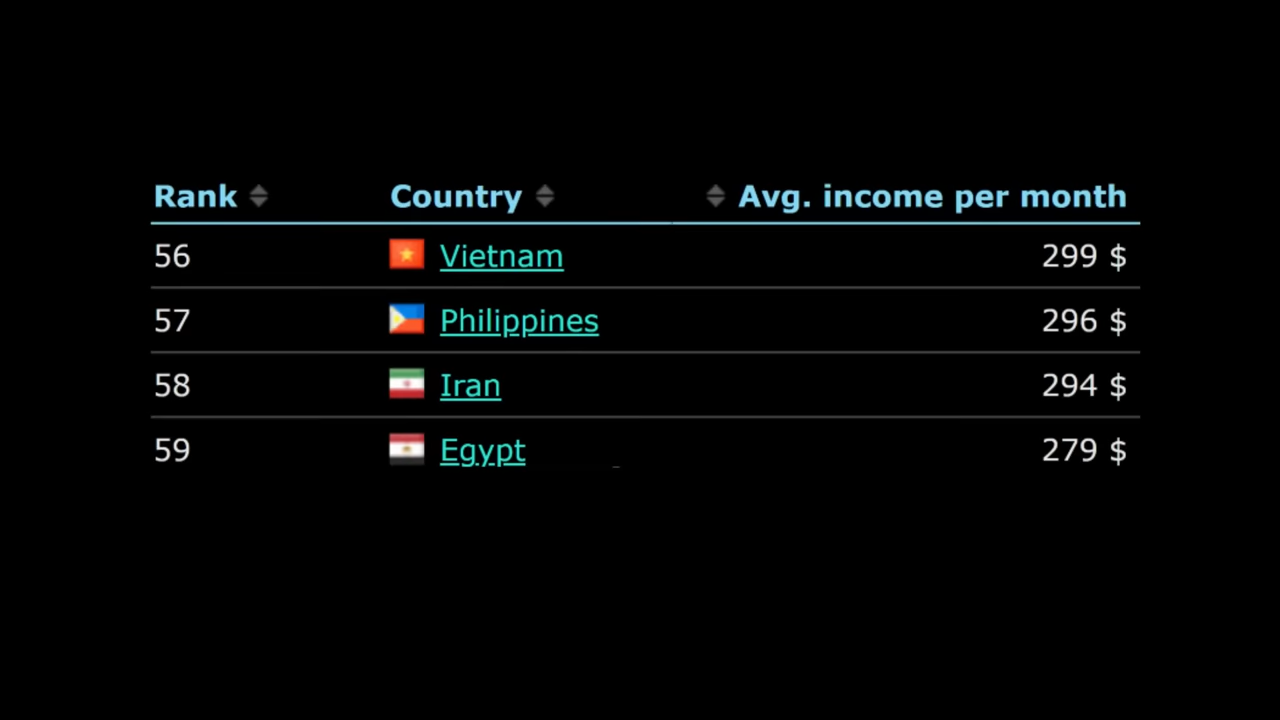 Rank Country Avg. income per month
56 Vietnam 299 $
57 Philippines 296 $
58 Iran 294 $
59 Egypt 279 $